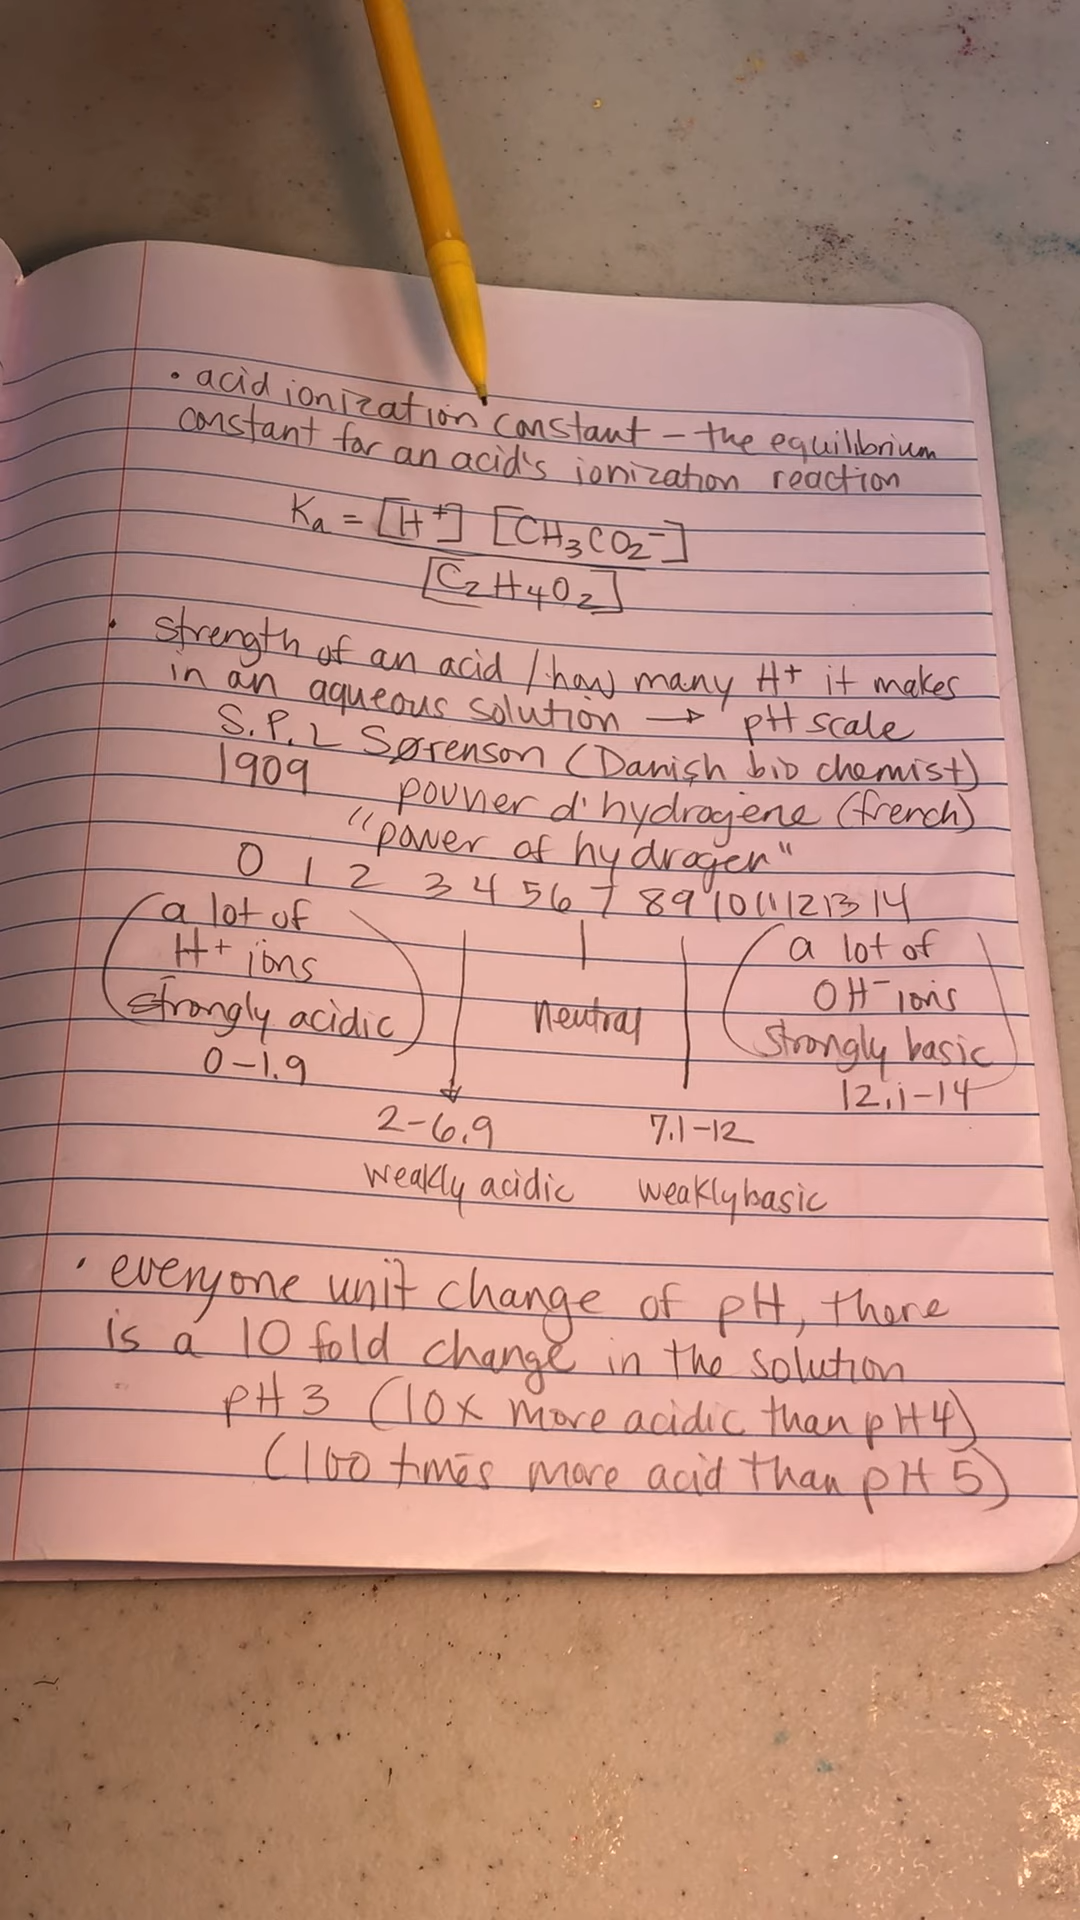 • acid ionization constant – the equilibrium
constant for an acid's ionization reaction
Ka = [H+] [CH3CO2-]
[C2H4O2]
• strength of an acid / how many H+ it makes
in an aqueous solution → pH scale
S.P.L Sørenson (Danish bio chemist)
1909 pouver d'hydrogène (french)
"power of hydrogen"
0 1 2 3 4 5 6 7 8 9 10 11 12 13 14
a lot of
H+ ions
strongly acidic
0-1.9
neutral
a lot of
OH- ions
strongly basic
12.1-14
2-6.9 7.1-12
weakly acidic weakly basic
• everyone unit change of pH, there
is a 10 fold change in the solution
pH 3 (10x more acidic than pH 4)
(100 times more acid than pH 5)